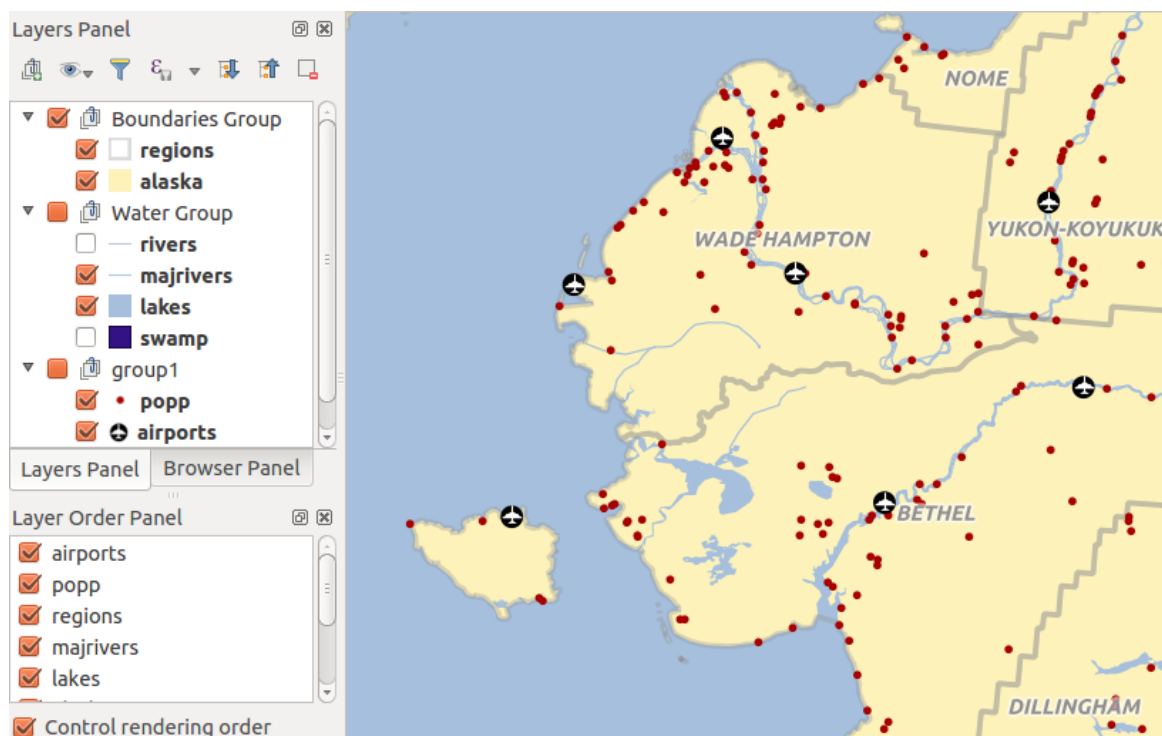 Layers Panel
Boundaries Group
regions
alaska
Water Group
rivers
majrivers
lakes
swamp
group1
popp
airports
Layers Panel
Browser Panel
Layer Order Panel
airports
popp
regions
majrivers
lakes
Control rendering order
NOME
YUKON-KOYUKUK
WADE HAMPTON
BETHEL
DILLINGHAM